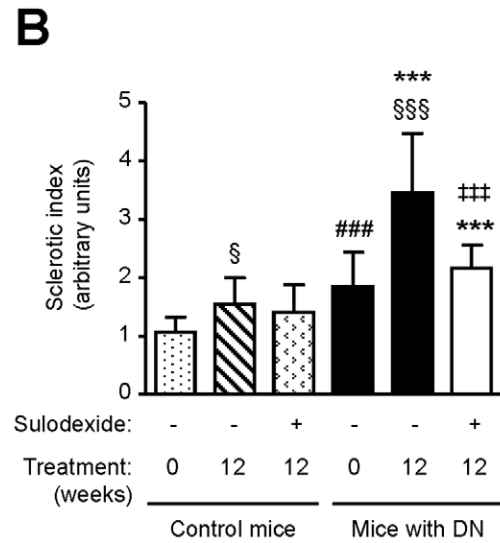 B
Sclerotic index
(arbitrary units)
5
4
3
2
1
0
§
###
***
§§§
‡‡‡
***
Sulodexide: - - + - - +
Treatment: 0 12 12 0 12 12
(weeks)
Control mice Mice with DN